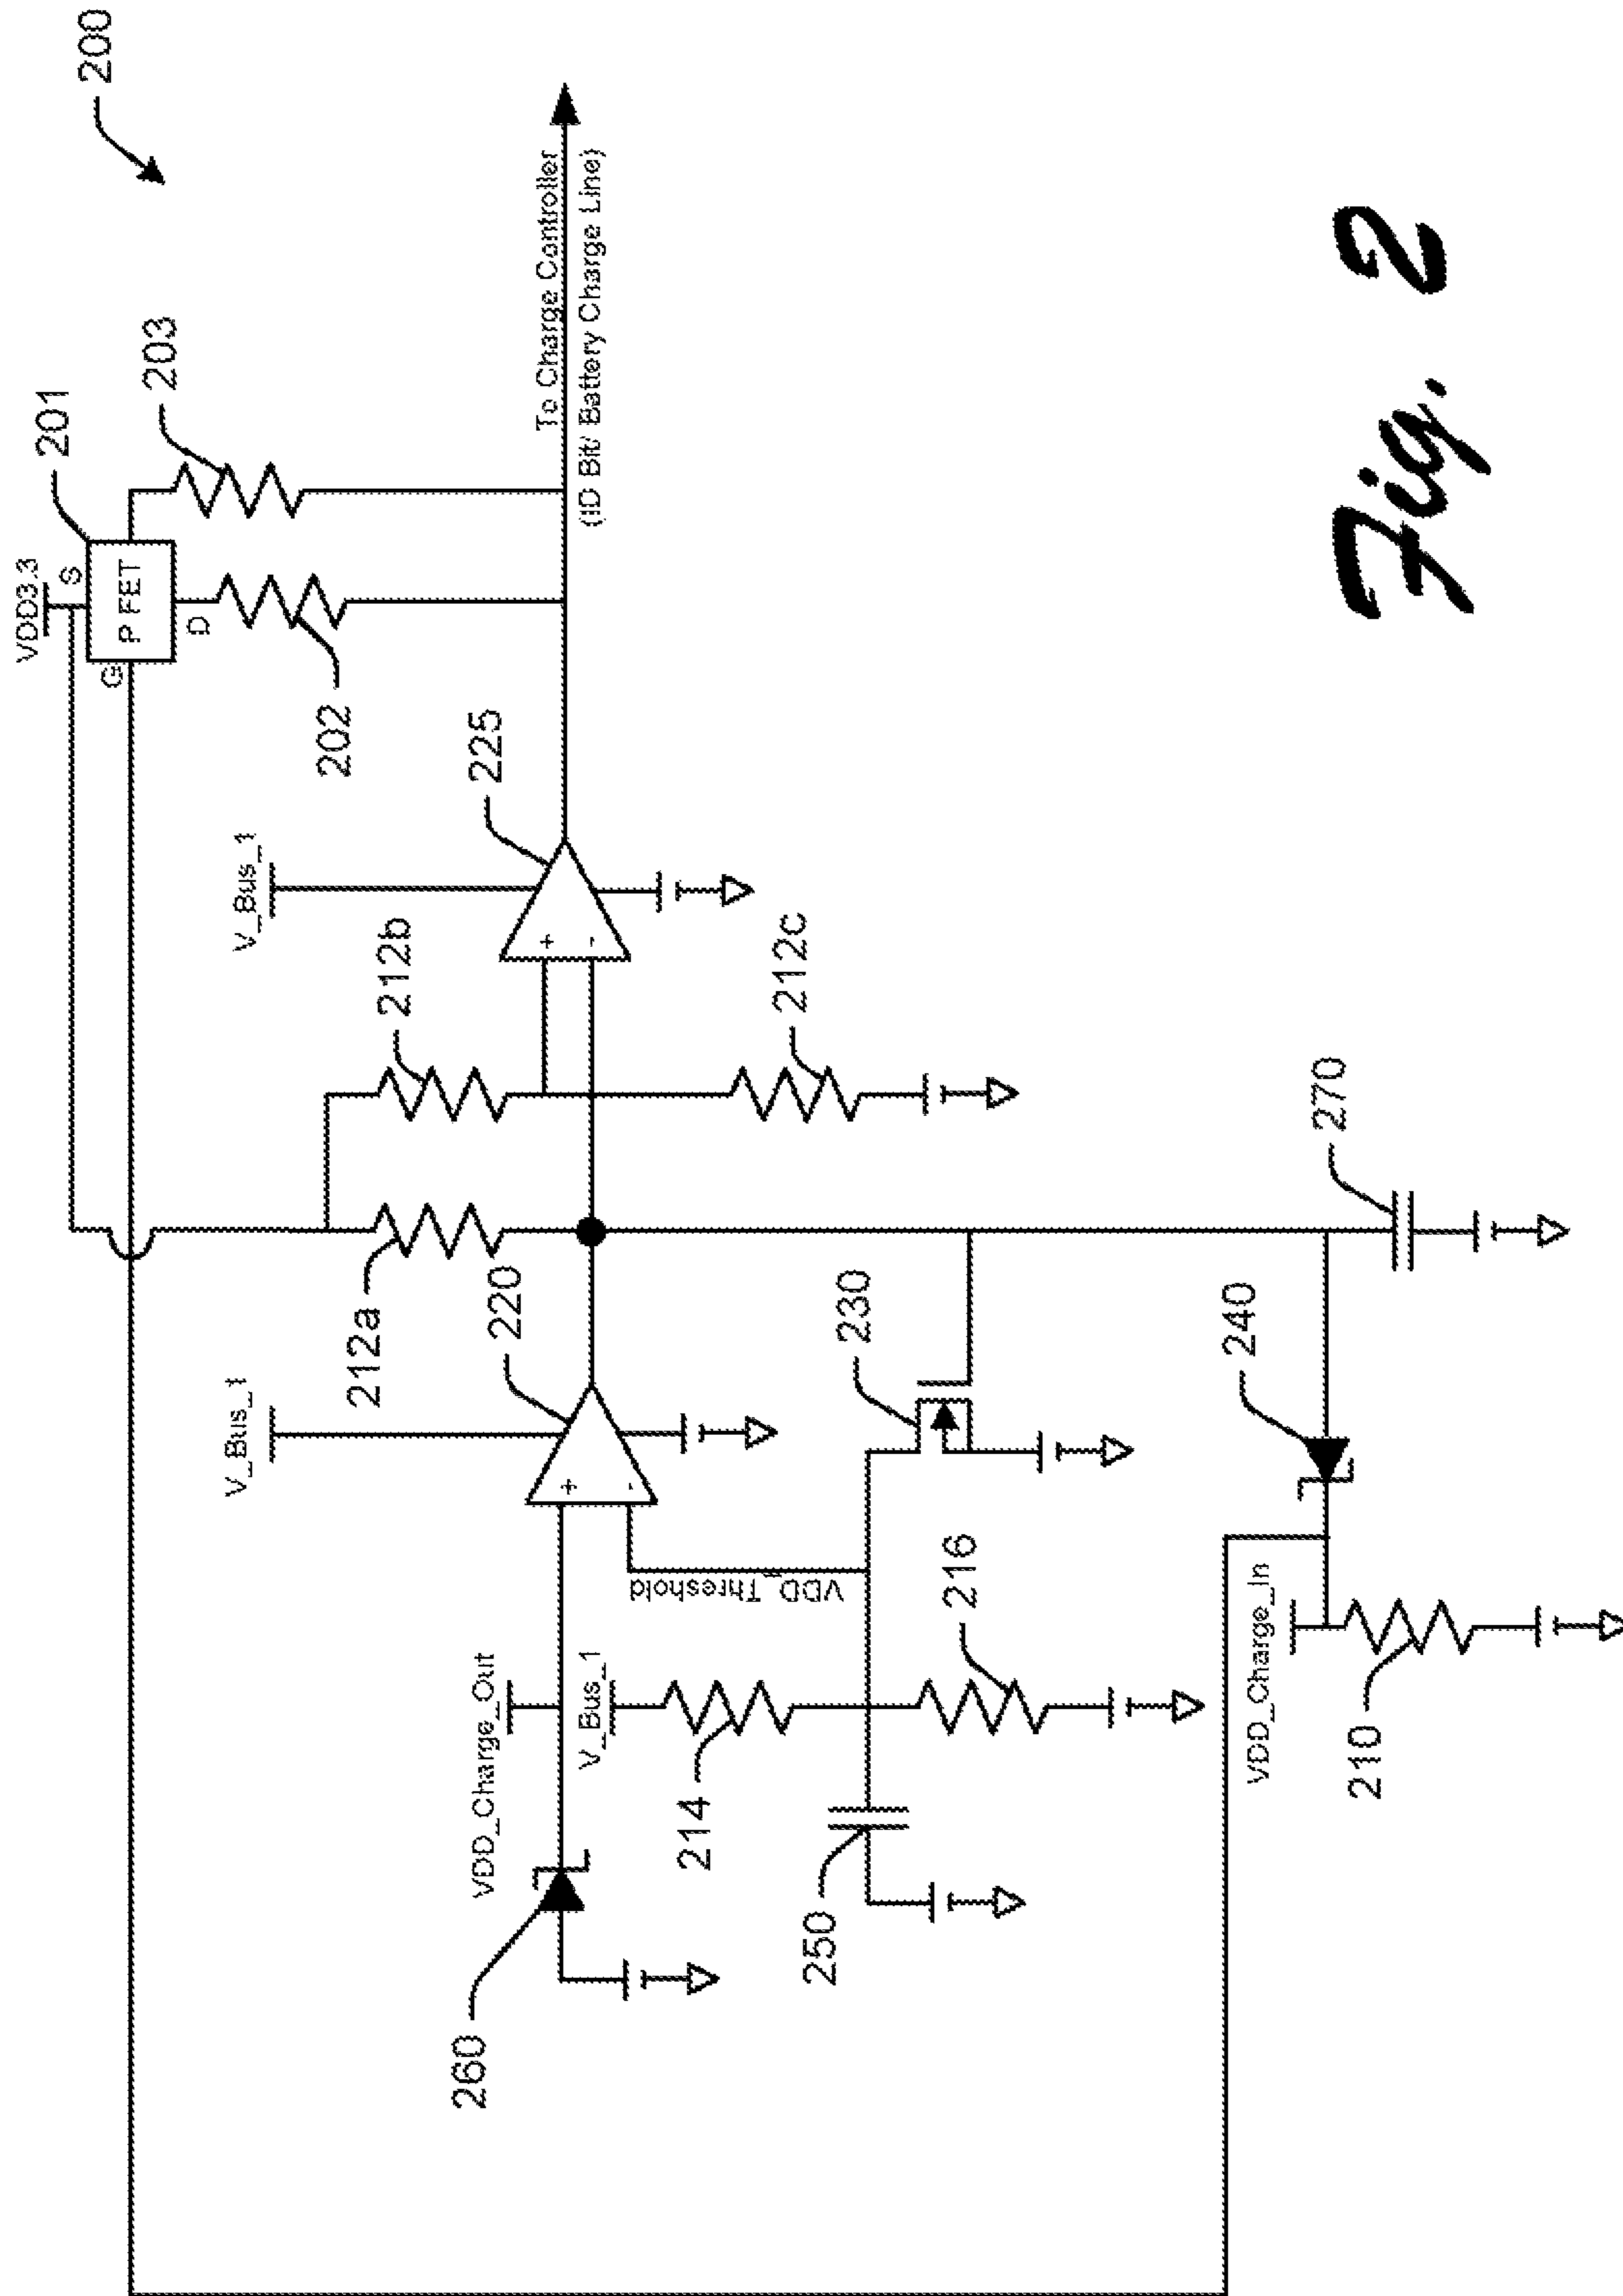 200
VDD3.3
201
203
S
P FET
G
D
202
To Charge Controller
(ID Bit/ Battery Charge Line)
V_Bus_1
225
+
-
212b
212c
212a
V_Bus_1
220
+
-
VDD_Threshold
230
270
240
VDD_Charge_Out
V_Bus_1
214
216
VDD_Charge_In
210
260
250
Fig. 2